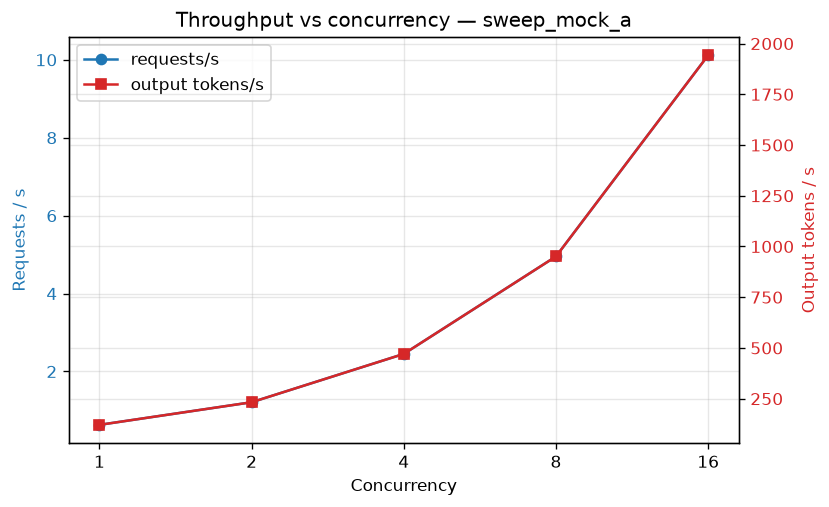 Throughput vs concurrency — sweep_mock_a
requests/s
output tokens/s
10
8
6
4
2
Requests / s
2000
1750
1500
1250
1000
750
500
250
Output tokens / s
1 2 4 8 16
Concurrency